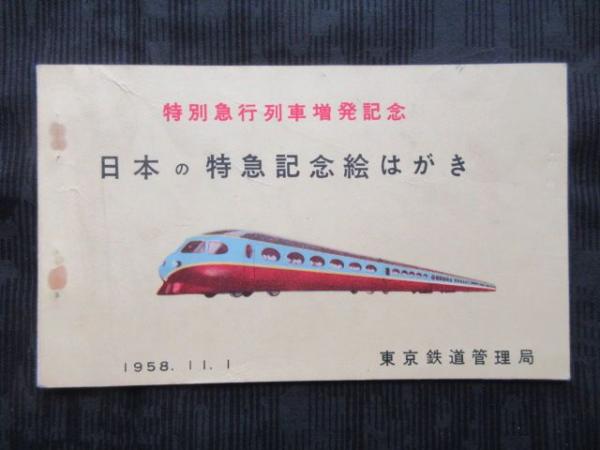 特別急行列車増発記念
日本の特急記念絵はがき
1958.11.1
東京鉄道管理局